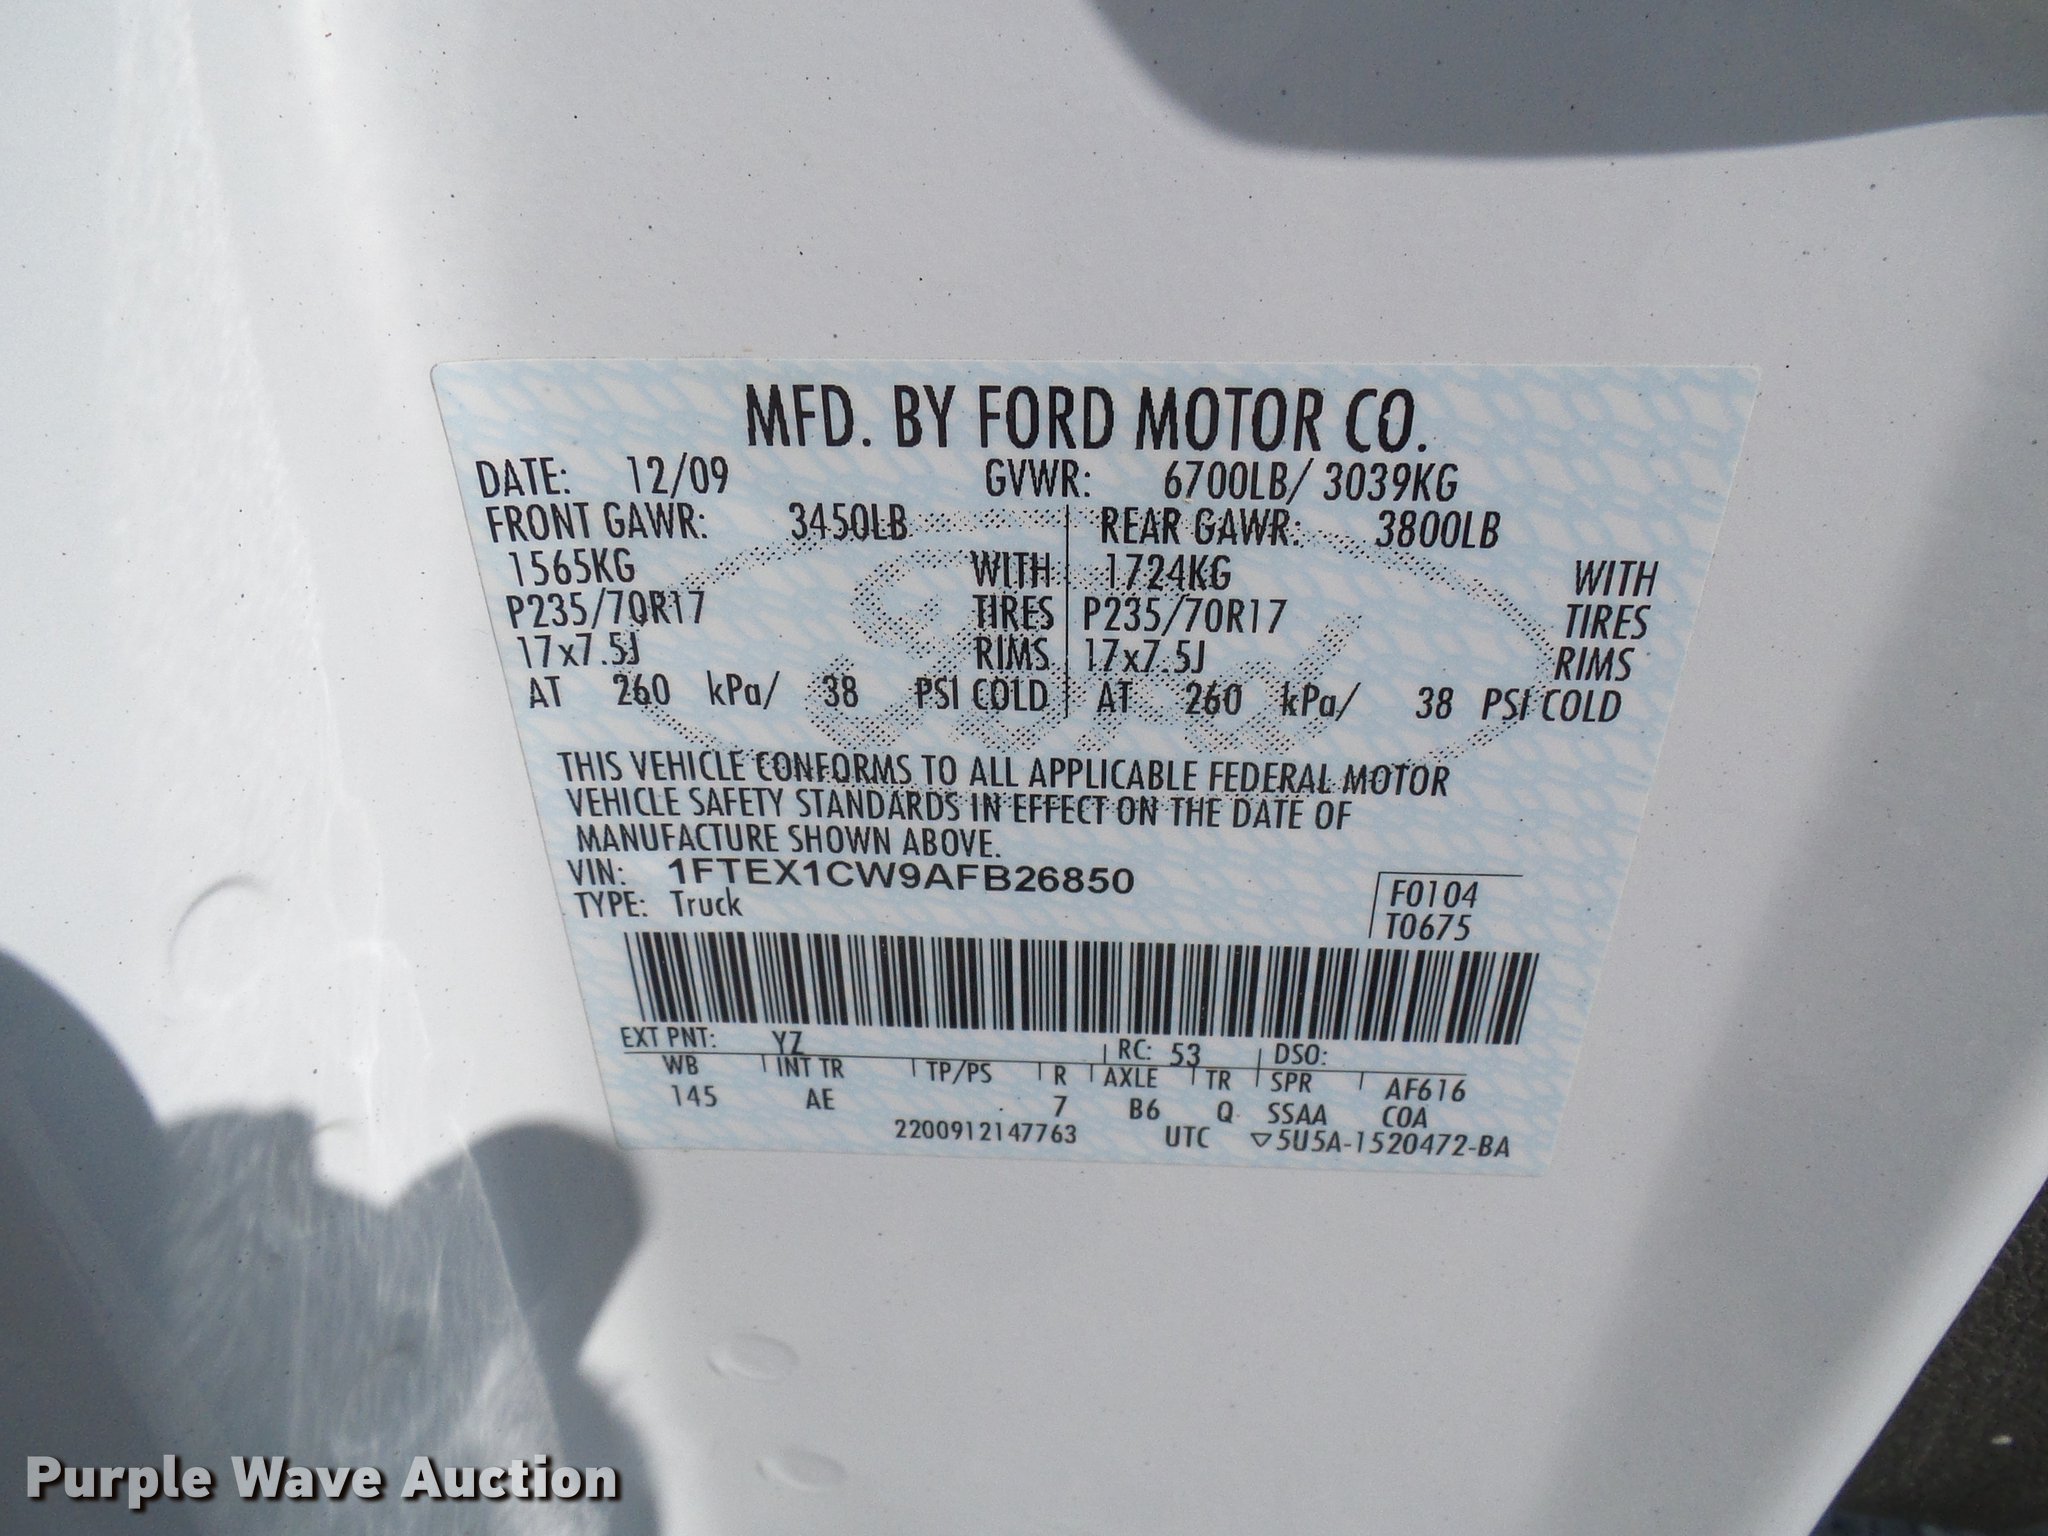 MFD. BY FORD MOTOR CO.
DATE: 12/09 GVWR: 6700LB/ 3039KG
FRONT GAWR: 3450LB REAR GAWR: 3800LB
1565KG WITH 1724KG WITH
P235/70R17 TIRES P235/70R17 TIRES
17x7.5J RIMS 17x7.5J RIMS
AT 260 kPa/ 38 PSI COLD AT 260 kPa/ 38 PSI COLD
Ford
THIS VEHICLE CONFORMS TO ALL APPLICABLE FEDERAL MOTOR
VEHICLE SAFETY STANDARDS IN EFFECT ON THE DATE OF
MANUFACTURE SHOWN ABOVE.
VIN: 1FTEX1CW9AFB26850
TYPE: Truck
F0104
T0675
EXT PNT: YZ RC: 53 DSO:
WB INT TR TP/PS R AXLE TR SPR AF616
145 AE 7 B6 Q SSAA COA
2200912147763 UTC ▽5U5A-1520472-BA
Purple Wave Auction